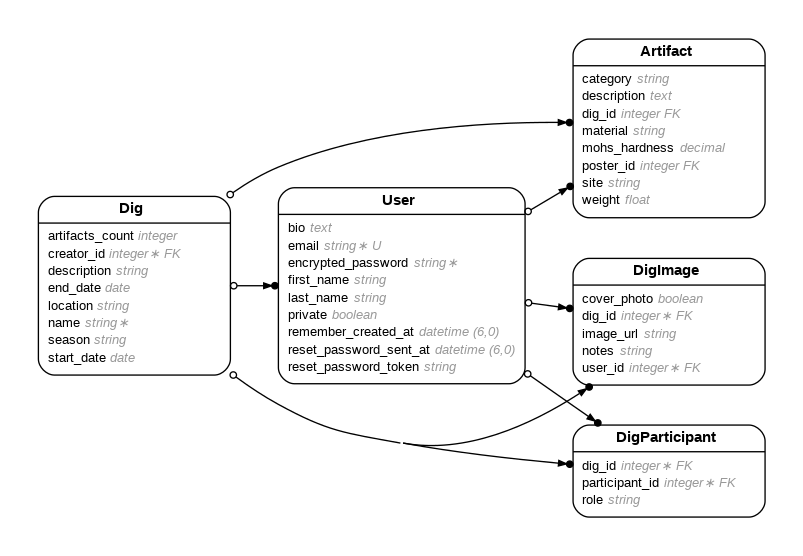 Dig
artifacts_count integer
creator_id integer∗ FK
description string
end_date date
location string
name string∗
season string
start_date date
User
bio text
email string∗ U
encrypted_password string∗
first_name string
last_name string
private boolean
remember_created_at datetime (6,0)
reset_password_sent_at datetime (6,0)
reset_password_token string
Artifact
category string
description text
dig_id integer FK
material string
mohs_hardness decimal
poster_id integer FK
site string
weight float
DigImage
cover_photo boolean
dig_id integer∗ FK
image_url string
notes string
user_id integer∗ FK
DigParticipant
dig_id integer∗ FK
participant_id integer∗ FK
role string